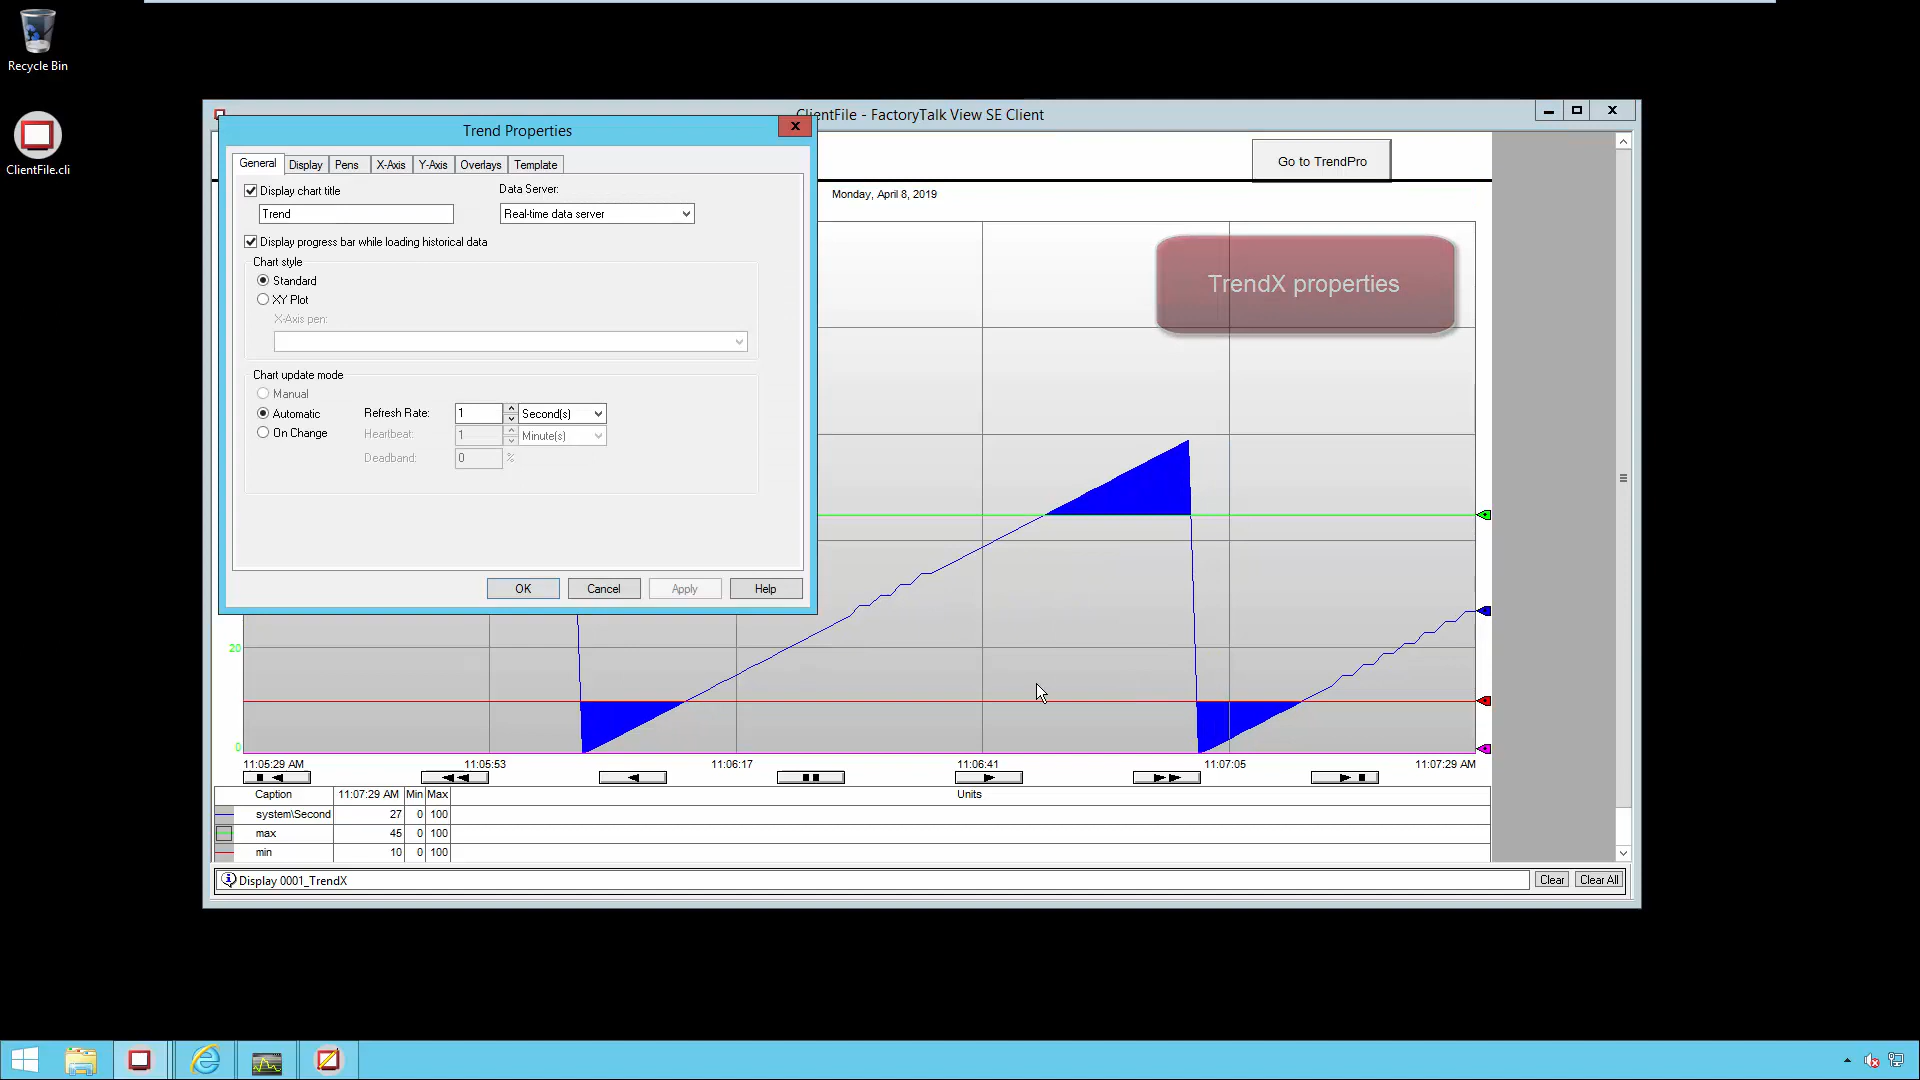 Recycle Bin
ClientFile.cli
ClientFile - FactoryTalk View SE Client
Trend Properties
X
General Display Pens X-Axis Y-Axis Overlays Template
Display chart title
Data Server:
Trend
Real-time data server
Display progress bar while loading historical data
Chart style
Standard
XY Plot
X-Axis pen:
Chart update mode
Manual
Automatic Refresh Rate: 1 Second(s)
On Change Heartbeat: 1 Minute(s)
Deadband: 0 %
OK Cancel Apply Help
Go to TrendPro
Monday, April 8, 2019
TrendX properties
20
0
11:05:29 AM 11:05:53 11:06:17 11:06:41 11:07:05 11:07:29 AM
Caption 11:07:29 AM Min Max Units
system\Second 27 0 100
max 45 0 100
min 10 0 100
Display 0001_TrendX
Clear Clear All